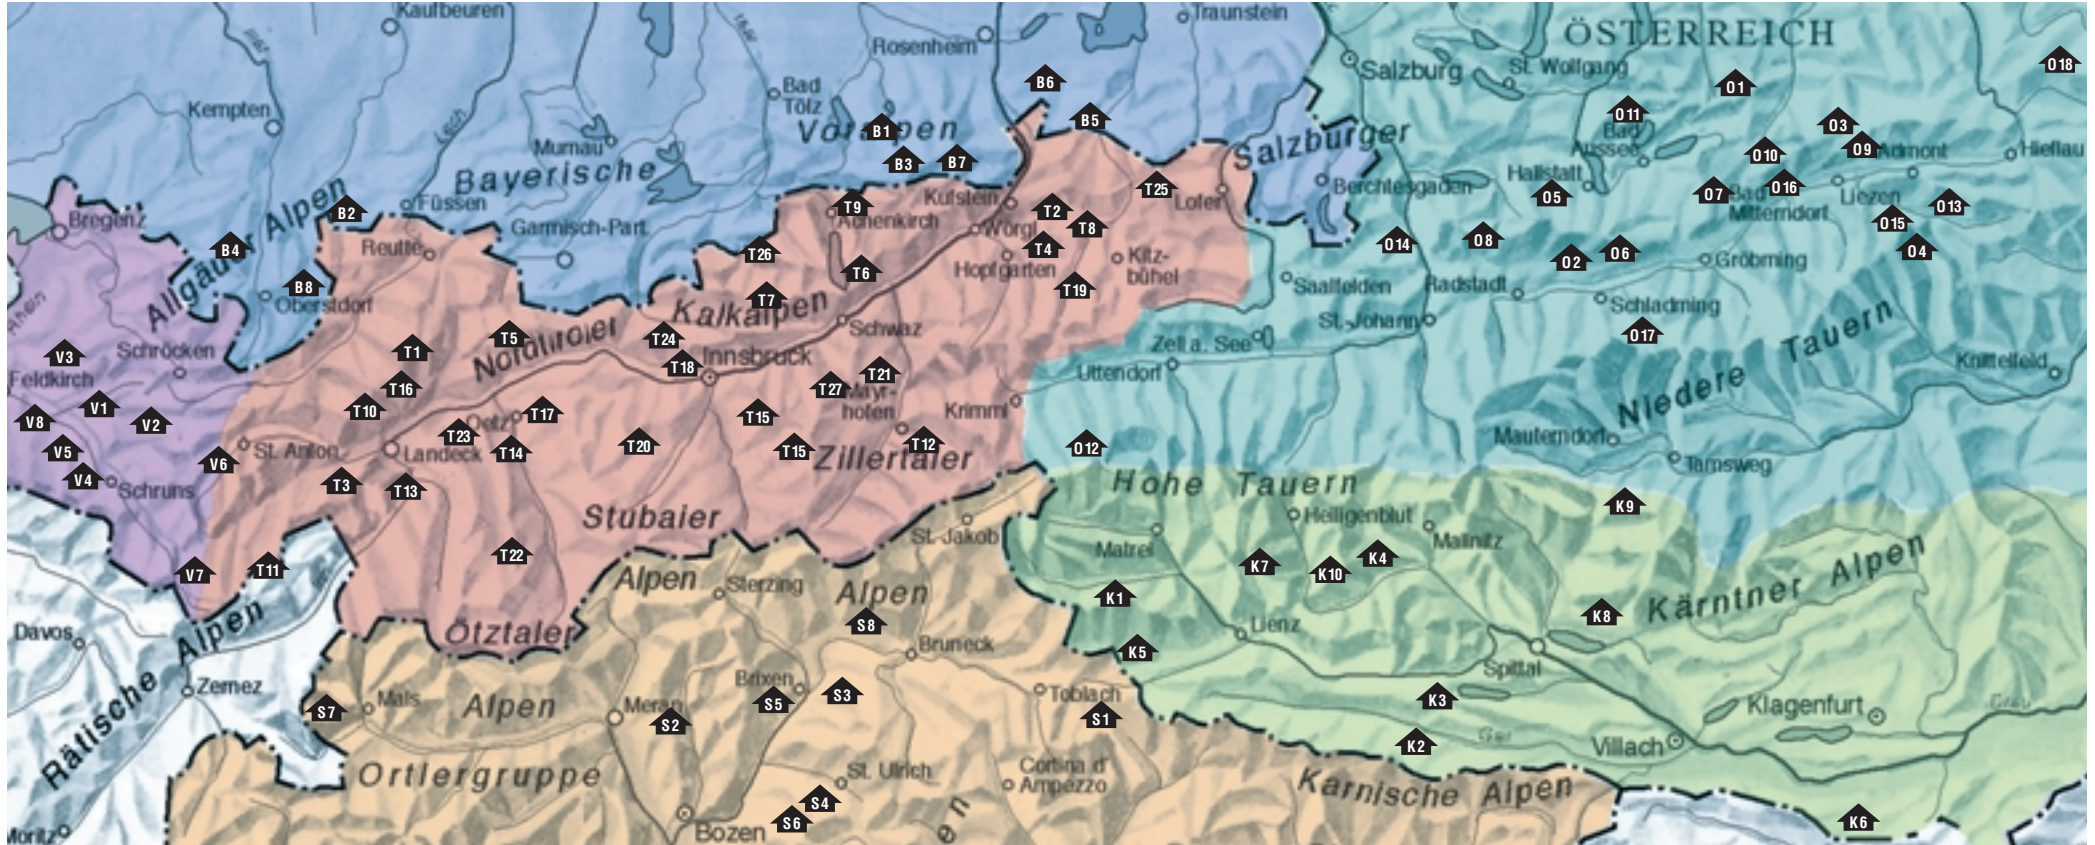 Kaufbeuren
Traunstein
ÖSTERREICH
Rosenheim
Salzburg
St. Wolfgang
O18
B6
O1
Bad
Tölz
Kempten
Lech
O11
B5
O3
Voralpen
B1
Bad
Aussee
Salzburger
Murnau
Bayerische
B3
B7
O10
O9
Admont
Hieflau
Hallstatt
Berchtesgaden
T25
Lofer
O5
O7
Bad
Mitterndorf
O16
Liezen
O13
Kufstein
T9
Achenkirch
T2
B2
Füssen
Bregenz
Allgäuer Alpen
Garmisch-Part.
Wörgl
T8
O15
B4
Reutte
T26
T4
Hopfgarten
Kitz-
bühel
O14
O8
O2
O6
O4
Gröbming
T6
B8
Oberstdorf
T19
Saalfelden
Radstadt
T7
Kalkalpen
Schladming
St. Johann
Schwaz
Nordtiroler
T5
T24
O17
Niedere Tauern
Zell a. See
V3
Schröcken
T1
T18
Innsbruck
Uttendorf
Knittelfeld
Feldkirch
T16
T21
T27
Mayr-
hofen
V1
T10
T17
T15
Krimml
V8
V2
Oetz
T23
T20
T12
O12
Mauterndorf
V5
V6
St. Anton
Landeck
T14
T15
Zillertaler
Tamsweg
V4
Schruns
T3
T13
Hohe Tauern
K9
Stubaier
St. Jakob
Heiligenblut
Mallnitz
Matrei
T22
K7
K10
K4
V7
T11
Alpen
Sterzing
Alpen
K1
Kärntner Alpen
K8
S8
Davos
Ötztaler
Lienz
Bruneck
K5
Spittal
Rätische Alpen
Zernez
Brixen
S3
Toblach
K3
S7
Mals
Alpen
Meran
S2
S5
S1
Klagenfurt
K2
Gail
Villach
Ortlergruppe
St. Ulrich
Cortina d'
Ampezzo
Karnische Alpen
S4
S6
K6
Moritz
Bozen
en